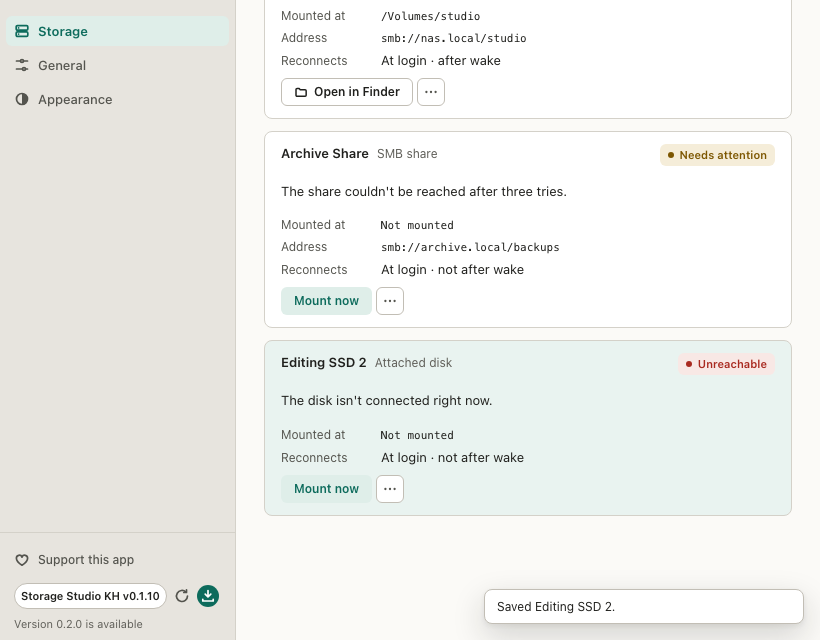 Storage
General
Appearance
Support this app
Storage Studio KH v0.1.10
Version 0.2.0 is available
Mounted at /Volumes/studio
Address smb://nas.local/studio
Reconnects At login · after wake
Open in Finder ···
Archive Share SMB share Needs attention
The share couldn't be reached after three tries.
Mounted at Not mounted
Address smb://archive.local/backups
Reconnects At login · not after wake
Mount now ···
Editing SSD 2 Attached disk Unreachable
The disk isn't connected right now.
Mounted at Not mounted
Reconnects At login · not after wake
Mount now ···
Saved Editing SSD 2.